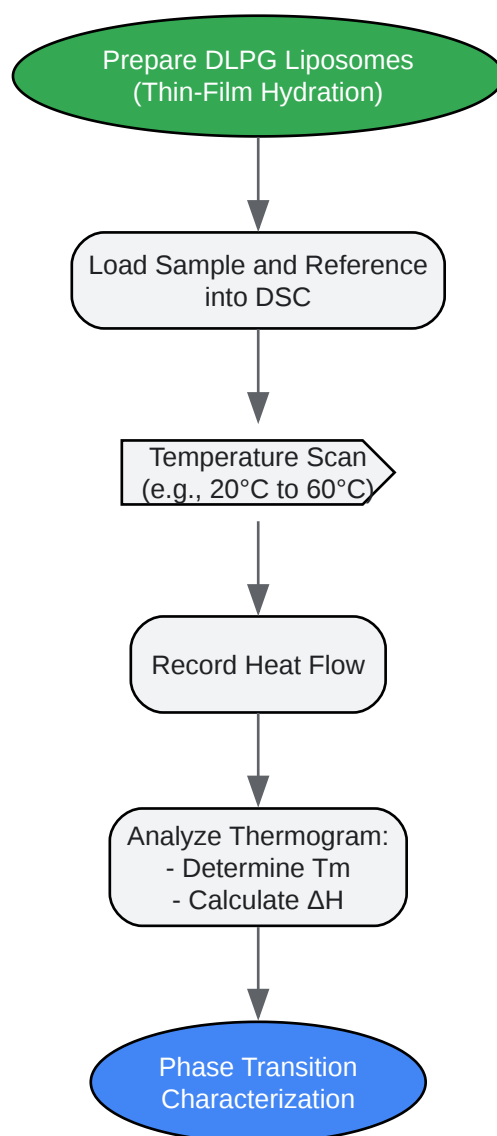 Prepare DLPG Liposomes
(Thin-Film Hydration)
Load Sample and Reference
into DSC
Temperature Scan
(e.g., 20°C to 60°C)
Record Heat Flow
Analyze Thermogram:
- Determine Tm
- Calculate ΔH
Phase Transition
Characterization